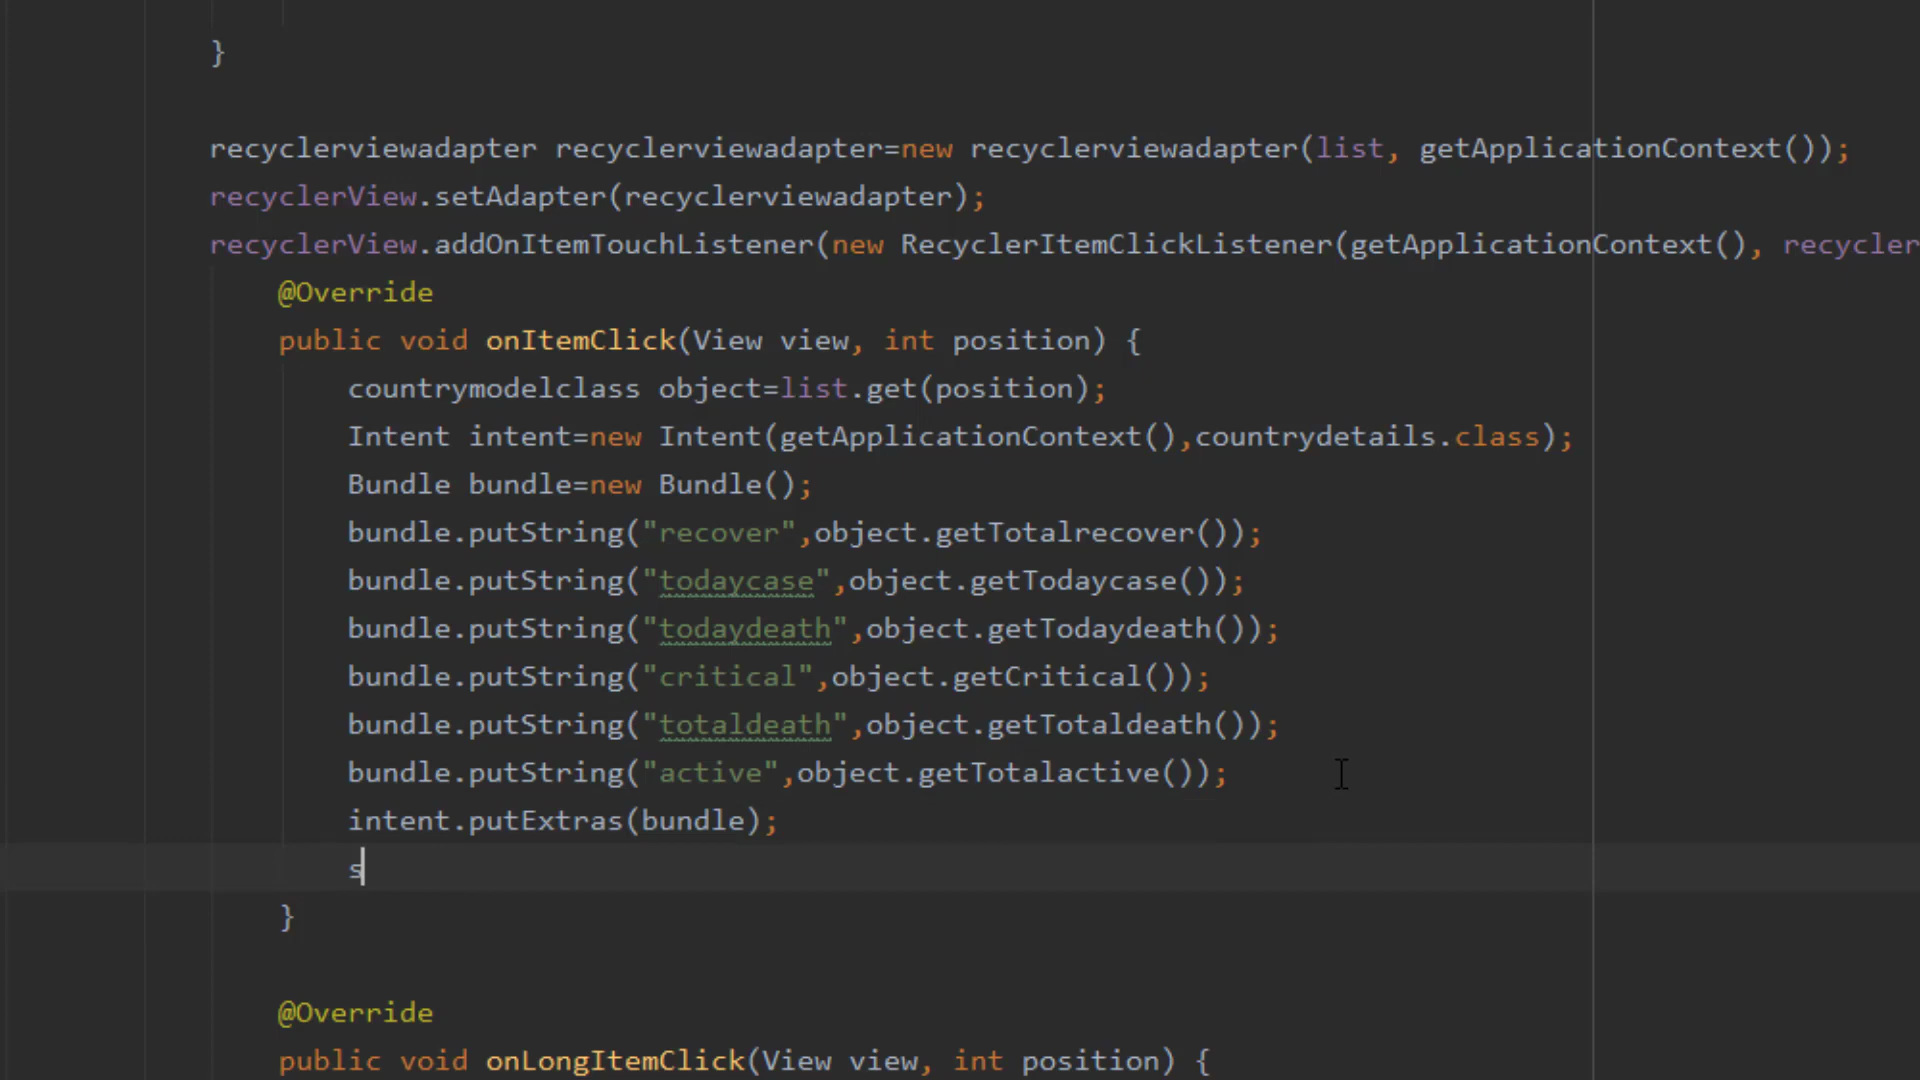 }
recyclerviewadapter recyclerviewadapter=new recyclerviewadapter(list, getApplicationContext());
recyclerView.setAdapter(recyclerviewadapter);
recyclerView.addOnItemTouchListener(new RecyclerItemClickListener(getApplicationContext(), recycler
@Override
public void onItemClick(View view, int position) {
countrymodelclass object=list.get(position);
Intent intent=new Intent(getApplicationContext(),countrydetails.class);
Bundle bundle=new Bundle();
bundle.putString("recover",object.getTotalrecover());
bundle.putString("todaycase",object.getTodaycase());
bundle.putString("todaydeath",object.getTodaydeath());
bundle.putString("critical",object.getCritical());
bundle.putString("totaldeath",object.getTotaldeath());
bundle.putString("active",object.getTotalactive());
intent.putExtras(bundle);
s
}
@Override
public void onLongItemClick(View view, int position) {